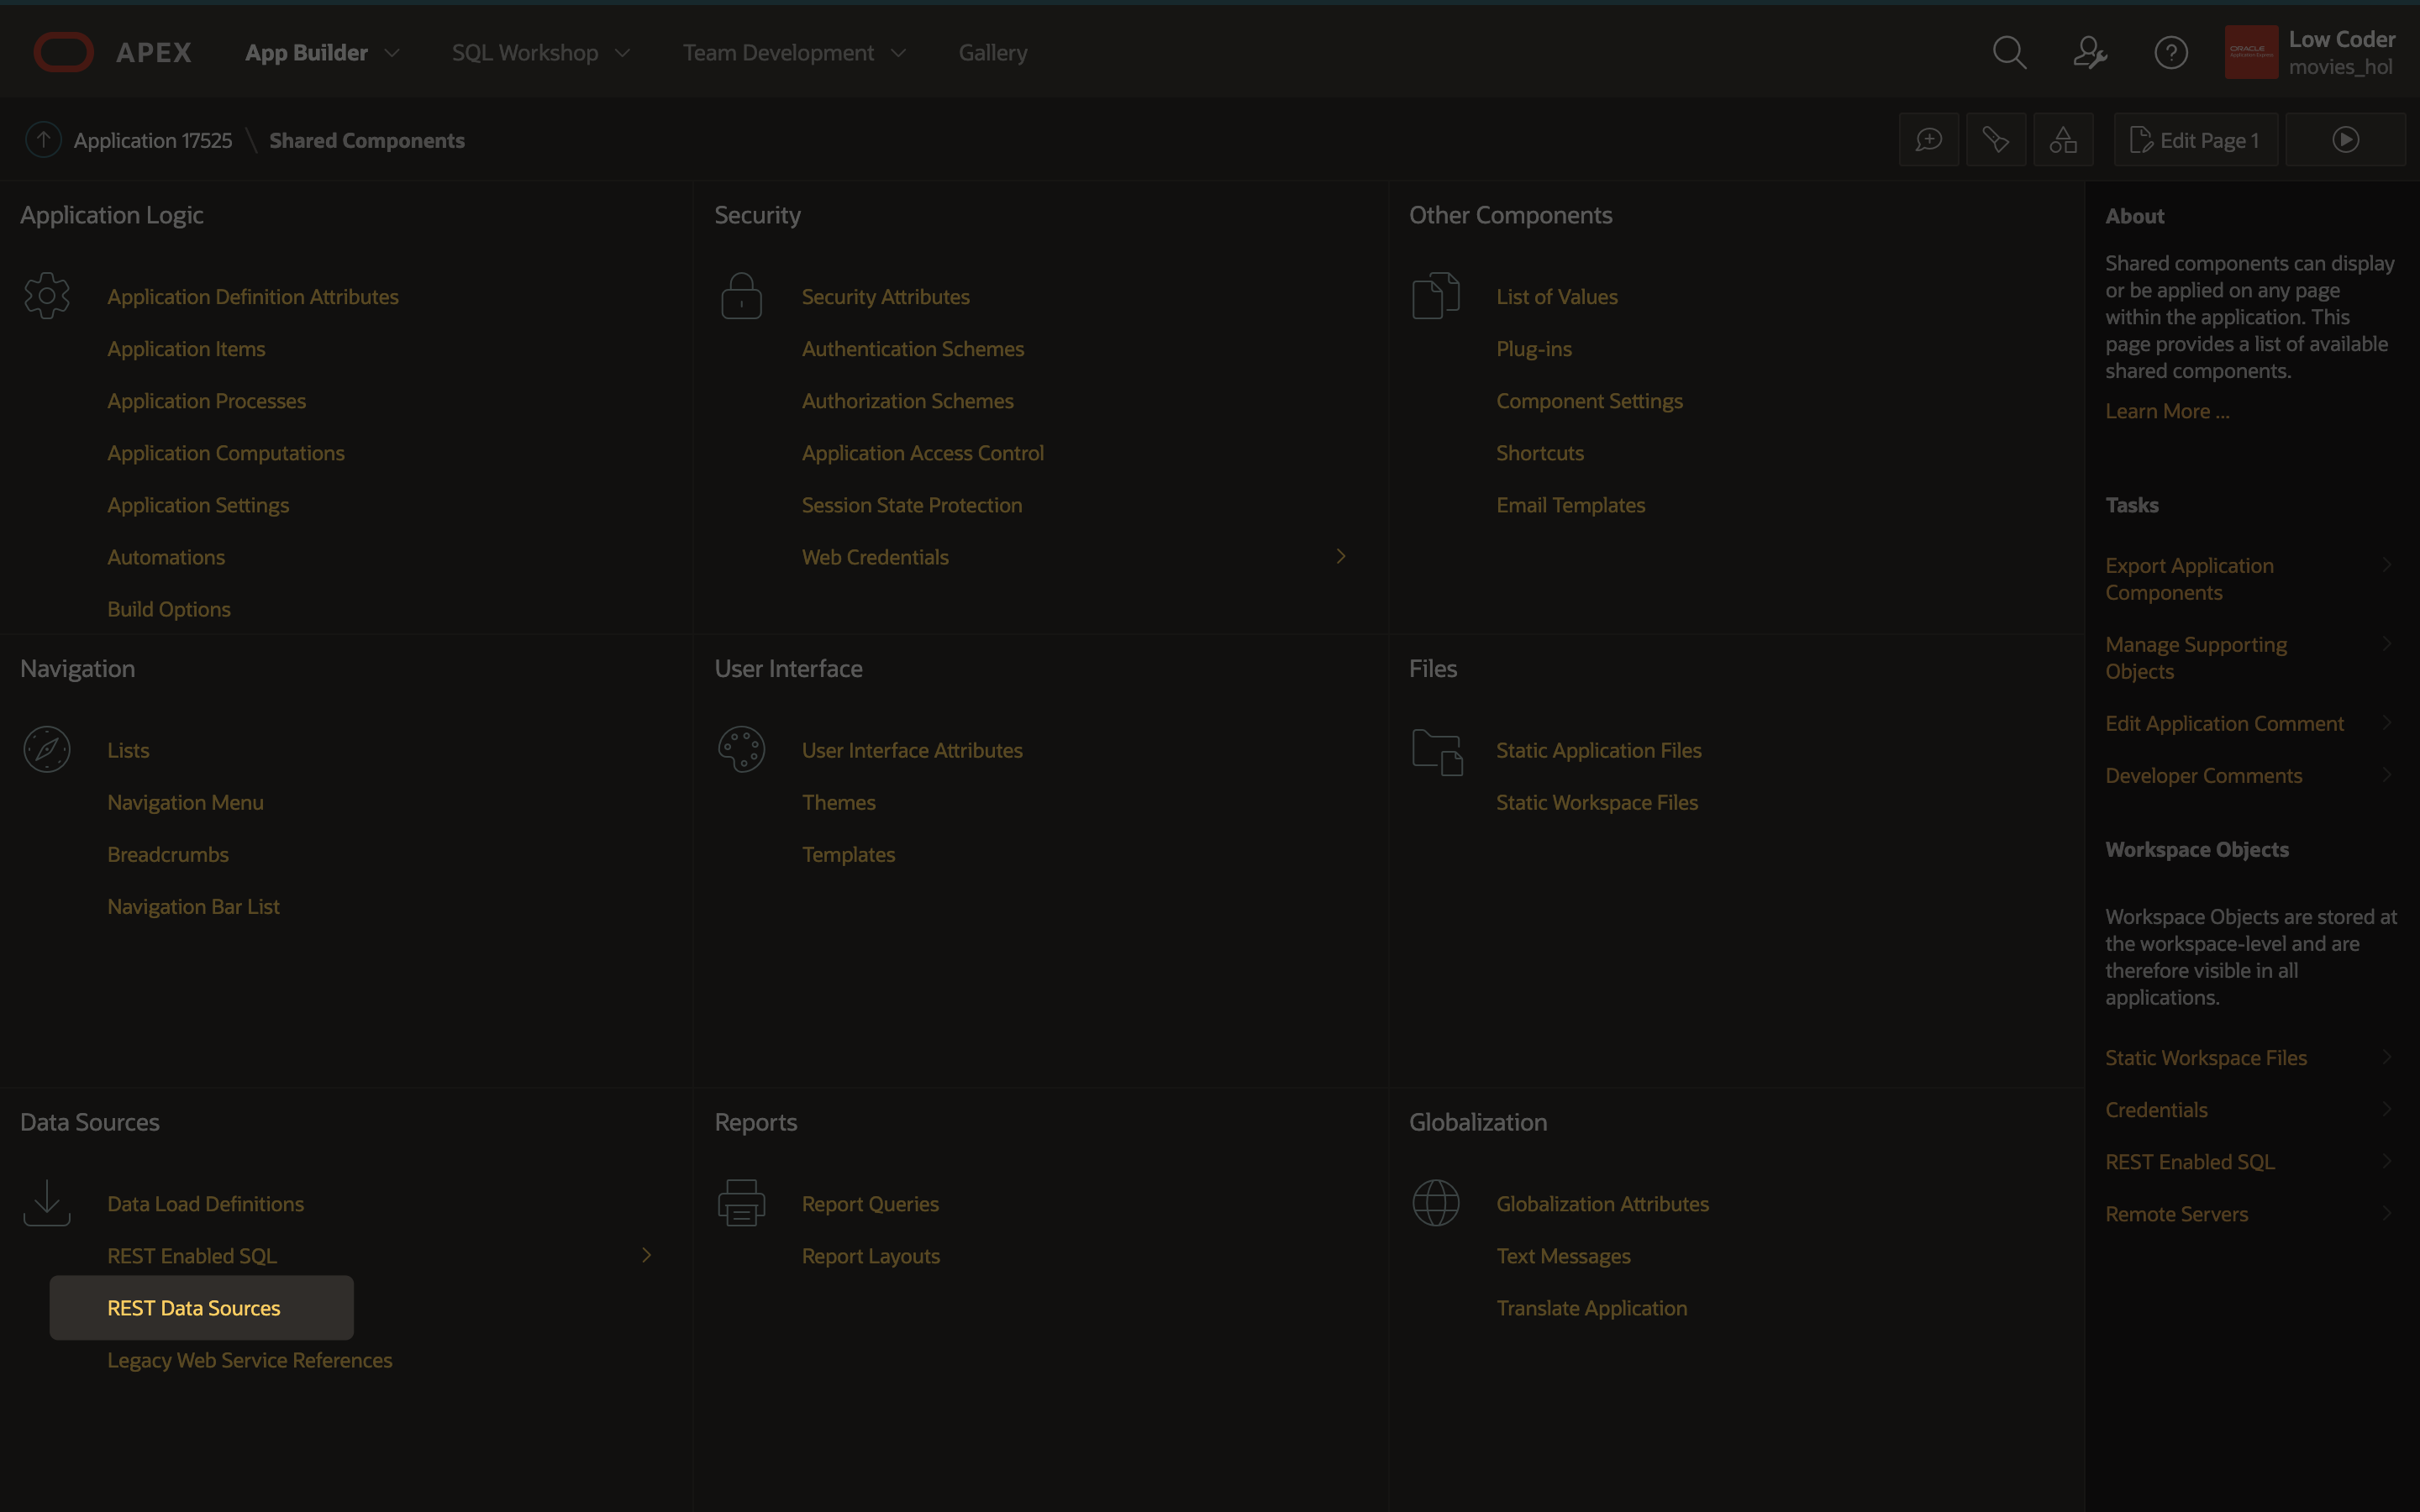 APEX
App Builder
SQL Workshop
Team Development
Gallery
Low Coder
movies_hol
Application 17525
Shared Components
Edit Page 1
Application Logic
Application Definition Attributes
Application Items
Application Processes
Application Computations
Application Settings
Automations
Build Options
Security
Security Attributes
Authentication Schemes
Authorization Schemes
Application Access Control
Session State Protection
Web Credentials
Other Components
List of Values
Plug-ins
Component Settings
Shortcuts
Email Templates
Navigation
Lists
Navigation Menu
Breadcrumbs
Navigation Bar List
User Interface
User Interface Attributes
Themes
Templates
Files
Static Application Files
Static Workspace Files
Data Sources
Data Load Definitions
REST Enabled SQL
REST Data Sources
Legacy Web Service References
Reports
Report Queries
Report Layouts
Globalization
Globalization Attributes
Text Messages
Translate Application
About
Shared components can display
or be applied on any page
within the application. This
page provides a list of available
shared components.
Learn More ...
Tasks
Export Application
Components
Manage Supporting
Objects
Edit Application Comment
Developer Comments
Workspace Objects
Workspace Objects are stored at
the workspace-level and are
therefore visible in all
applications.
Static Workspace Files
Credentials
REST Enabled SQL
Remote Servers